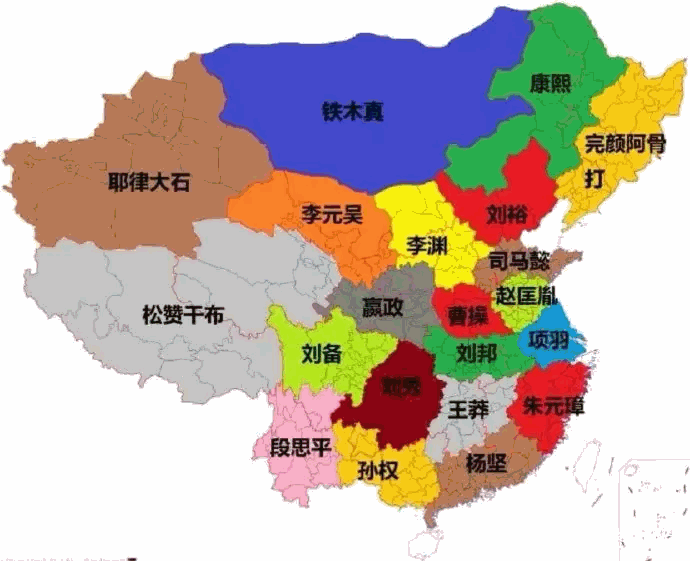 康熙
铁木真
完颜阿骨
打
耶律大石
李元吴
刘裕
李渊
司马懿
松赞干布
嬴政
赵匡胤
曹操
项羽
刘备
刘邦
刘秀
王莽
朱元璋
段思平
孙权
杨坚